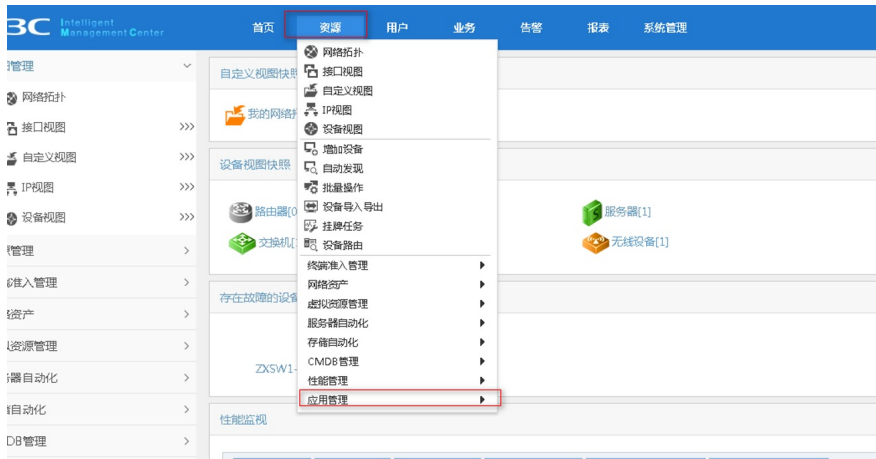 3C Intelligent
Management Center
首页 资源 用户 业务 告警 报表 系统管理
管理
网络拓扑
接口视图 >>>
自定义视图 >>>
IP视图 >>>
设备视图 >>>
管理
准入管理
资产
资源管理
器自动化
自动化
DB管理
网络拓扑
接口视图
自定义视图
IP视图
设备视图
增加设备
自动发现
批量操作
设备导入导出
挂牌任务
设备路由
终端准入管理
网络资产
虚拟资源管理
服务器自动化
存储自动化
CMDB管理
性能管理
应用管理
自定义视图快照
我的网络
设备视图快照
路由器[0
服务器[1]
交换机[
无线设备[1]
存在故障的设备
ZXSW1-
性能监视